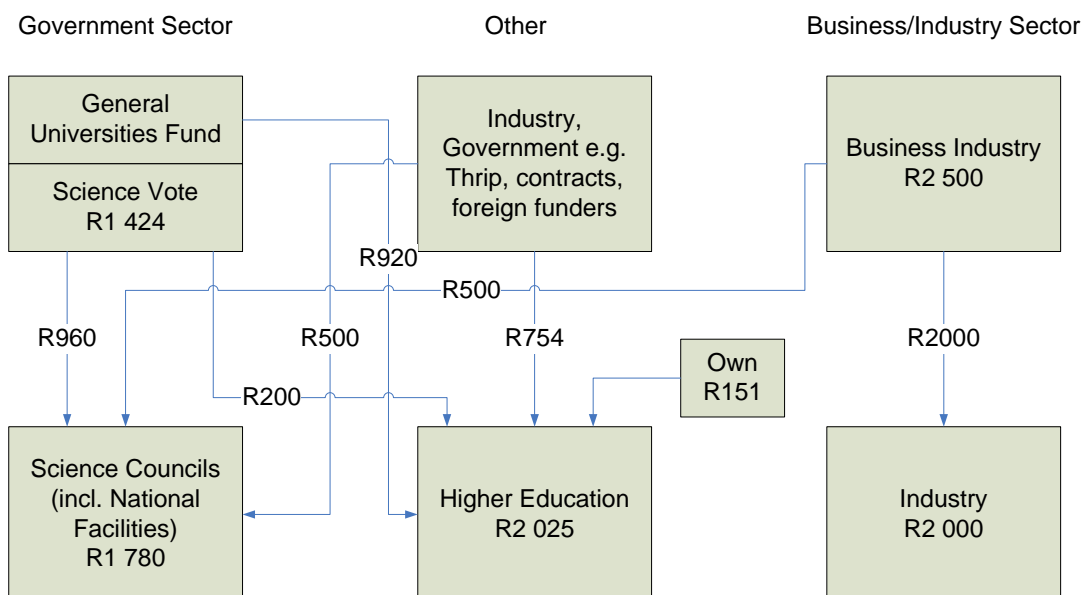 Government Sector
Other
Business/Industry Sector
General
Universities Fund
Science Vote
R1 424
Industry,
Government e.g.
Thrip, contracts,
foreign funders
Business Industry
R2 500
R920
R500
R960
R500
R754
R2000
Own
R151
R200
Science Councils
(incl. National
Facilities)
R1 780
Higher Education
R2 025
Industry
R2 000